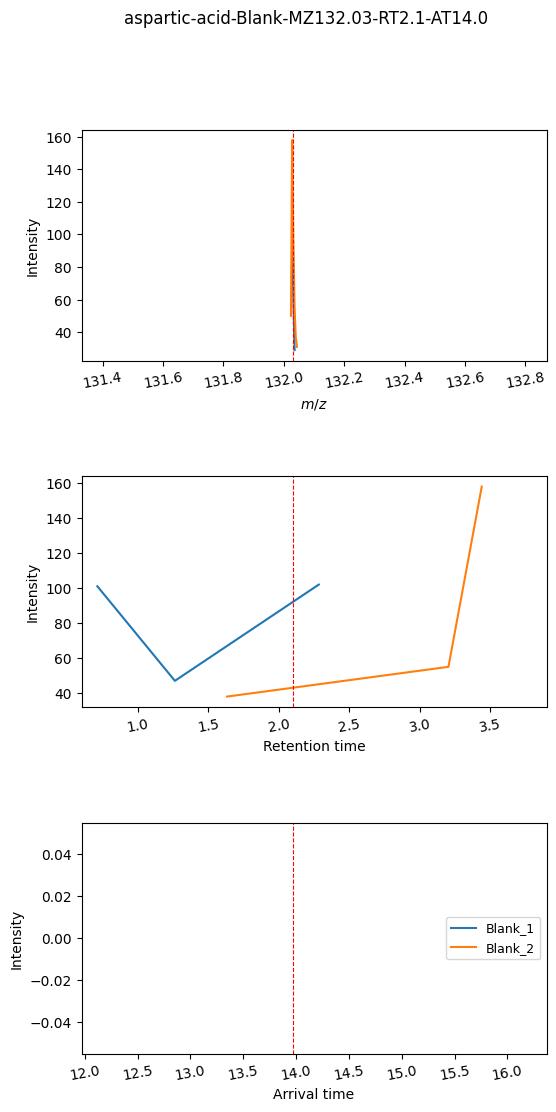 aspartic-acid-Blank-MZ132.03-RT2.1-AT14.0
160
140
120
100
80
60
40
Intensity
131.4 131.6 131.8 132.0 132.2 132.4 132.6 132.8
m/z
160
140
120
100
80
60
40
Intensity
1.0 1.5 2.0 2.5 3.0 3.5
Retention time
0.04
0.02
0.00
−0.02
−0.04
Intensity
Blank_1
Blank_2
12.0 12.5 13.0 13.5 14.0 14.5 15.0 15.5 16.0
Arrival time